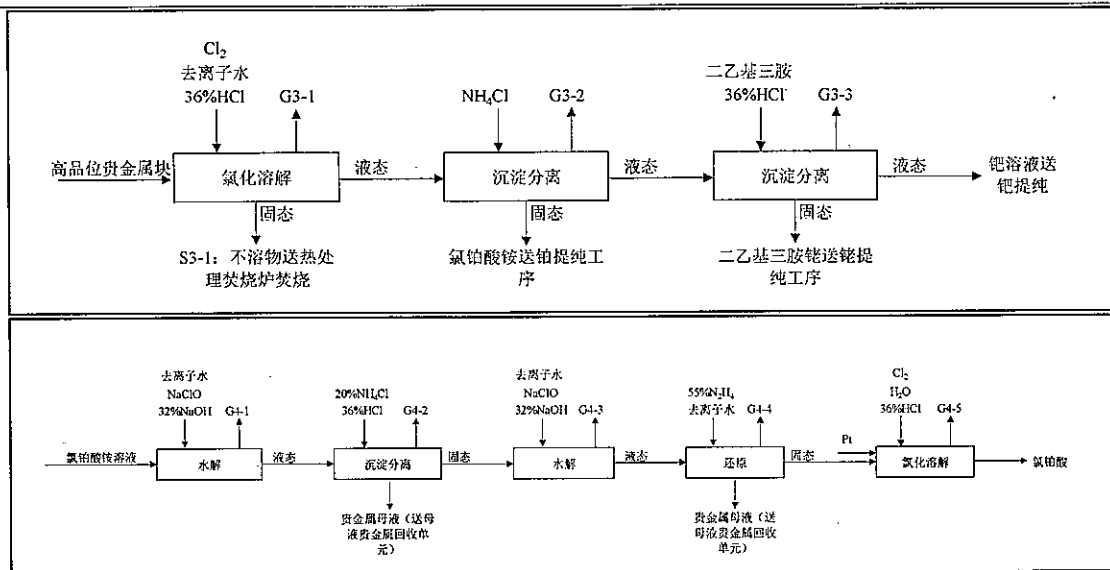 Cl₂
去离子水
36%HCl
G3-1
NH₄Cl
G3-2
二乙基三胺
36%HCl
G3-3
高品位贵金属块
氯化溶解
液态
沉淀分离
液态
沉淀分离
液态
钯溶液送
钯提纯
固态
固态
固态
S3-1：不溶物送热处
理焚烧炉焚烧
氯铂酸铵送铂提纯工
序
二乙基三胺铑送铑提
纯工序
去离子水
NaClO
32%NaOH
G4-1
20%NH₄Cl
36%HCl
G4-2
去离子水
NaClO
32%NaOH
G4-3
55%N₂H₄
去离子水
G4-4
Cl₂
H₂O
36%HCl
G4-5
Pt
氯铂酸铵溶液
水解
液态
沉淀分离
固态
水解
液态
还原
固态
氯化溶解
氯铂酸
贵金属母液（送母
液贵金属回收单
元）
贵金属母液（送
母液贵金属回收
单元）